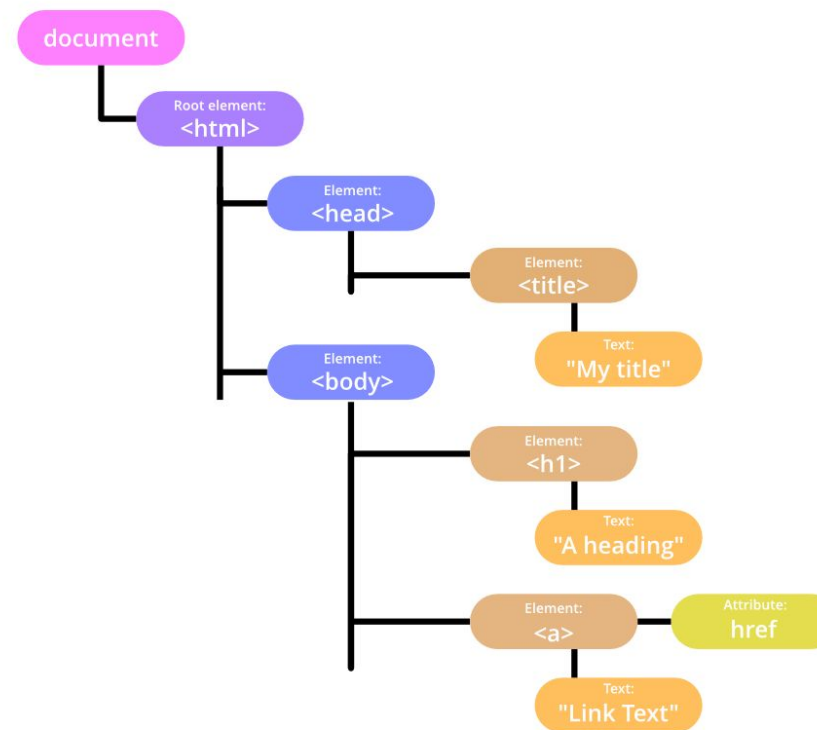 document
Root element:
<html>
Element:
<head>
Element:
<title>
Text:
"My title"
Element:
<body>
Element:
<h1>
Text:
"A heading"
Element:
<a>
Attribute:
href
Text:
"Link Text"